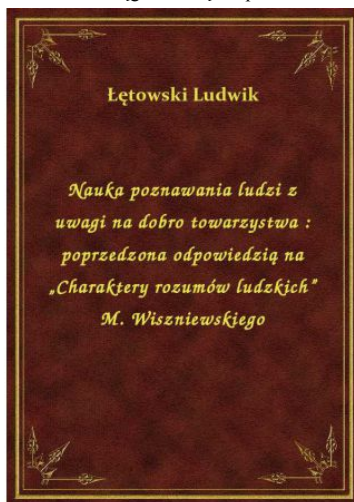 Łętowski Ludwik
Nauka poznawania ludzi z
uwagi na dobro towarzystwa :
poprzedzona odpowiedzią na
„Charaktery rozumów ludzkich”
M. Wiszniewskiego